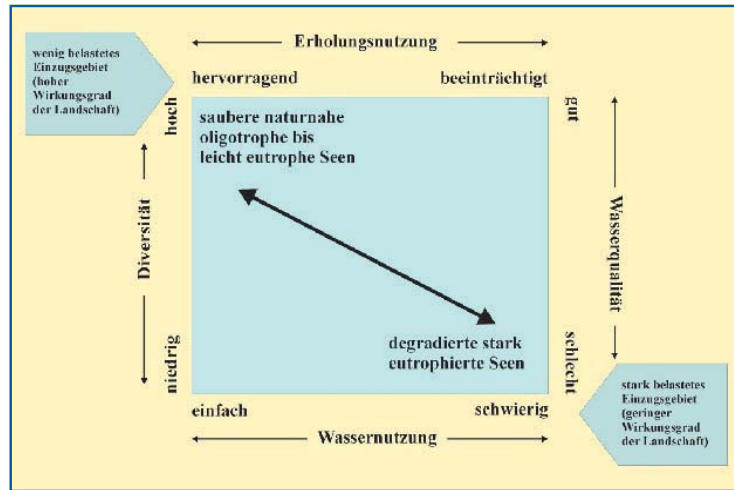 Erholungsnutzung
wenig belastetes
Einzugsgebiet
(hoher
Wirkungsgrad
der Landschaft)
hervorragend
beeinträchtigt
hoch
gut
saubere naturnahe
oligotrophe bis
leicht eutrophe Seen
Diversität
Wasserqualität
degradierte stark
eutrophierte Seen
niedrig
schlecht
stark belastetes
Einzugsgebiet
(geringer
Wirkungsgrad
der Landschaft)
einfach
schwierig
Wassernutzung